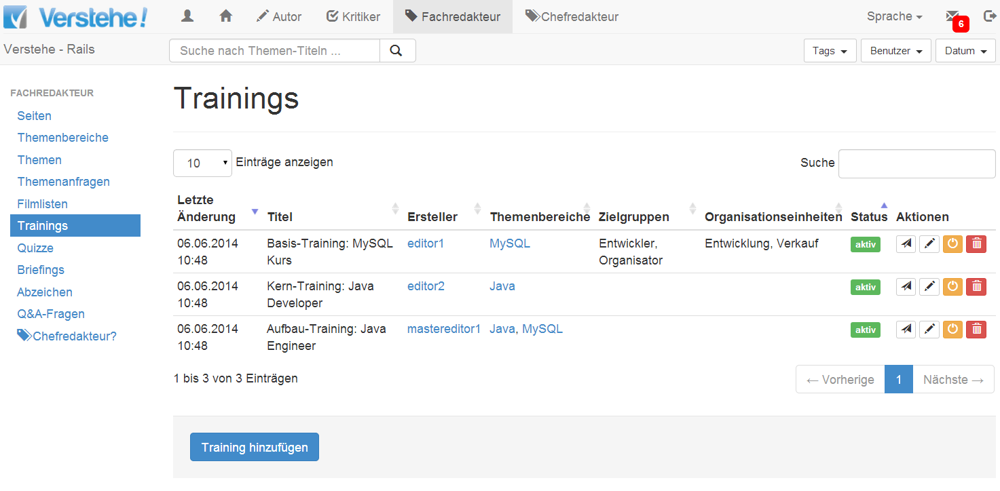 Verstehe! Autor Kritiker Fachredakteur Chefredakteur Sprache 6
Verstehe - Rails Suche nach Themen-Titeln ... Tags Benutzer Datum
FACHREDAKTEUR
Seiten
Themenbereiche
Themen
Themenanfragen
Filmlisten
Trainings
Quizze
Briefings
Abzeichen
Q&A-Fragen
Chefredakteur?
Trainings
10 Einträge anzeigen Suche
Letzte
Änderung Titel Ersteller Themenbereiche Zielgruppen Organisationseinheiten Status Aktionen
06.06.2014 Basis-Training: MySQL editor1 MySQL Entwickler, Entwicklung, Verkauf aktiv
10:48 Kurs Organisator
06.06.2014 Kern-Training: Java editor2 Java aktiv
10:48 Developer
06.06.2014 Aufbau-Training: Java mastereditor1 Java, MySQL aktiv
10:48 Engineer
1 bis 3 von 3 Einträgen ← Vorherige 1 Nächste →
Training hinzufügen